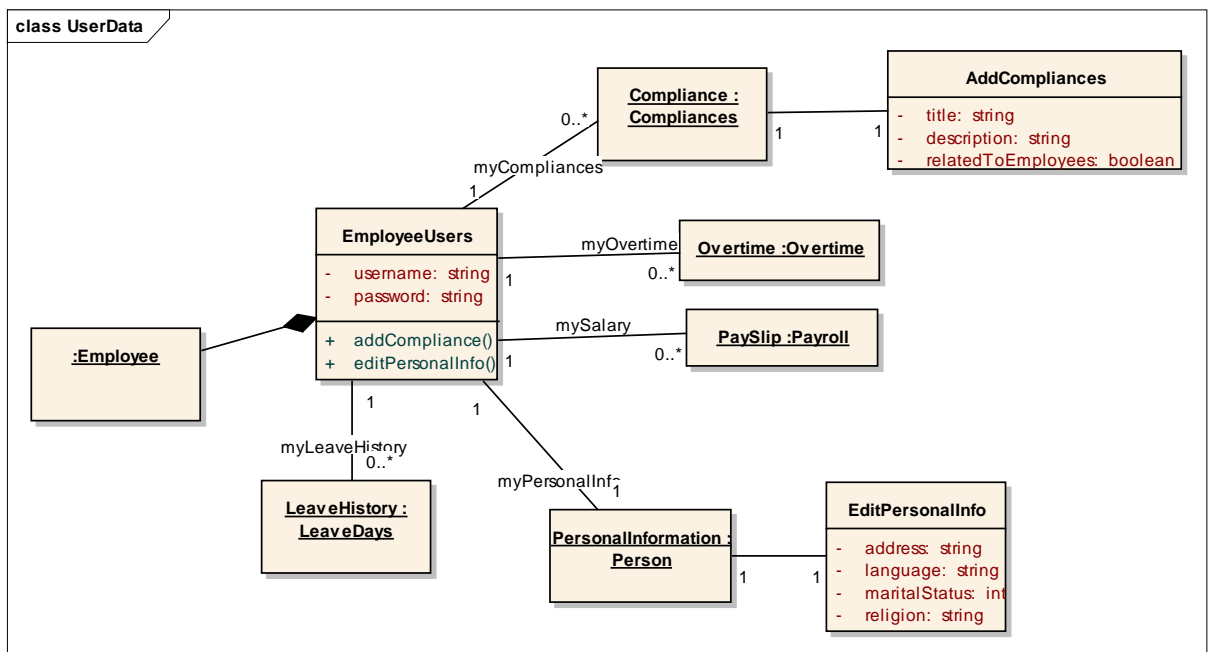 class UserData
AddCompliances
- title: string
- description: string
- relatedToEmployees: boolean
Compliance :
Compliances
1
1
0..*
myCompliances
1
EmployeeUsers
- username: string
- password: string
+ addCompliance()
+ editPersonalInfo()
myOvertime
1
0..*
Overtime :Overtime
mySalary
1
0..*
PaySlip :Payroll
:Employee
1
myLeaveHistory
0..*
LeaveHistory :
LeaveDays
1
myPersonalInfo
1
PersonalInformation :
Person
1
1
EditPersonalInfo
- address: string
- language: string
- maritalStatus: int
- religion: string